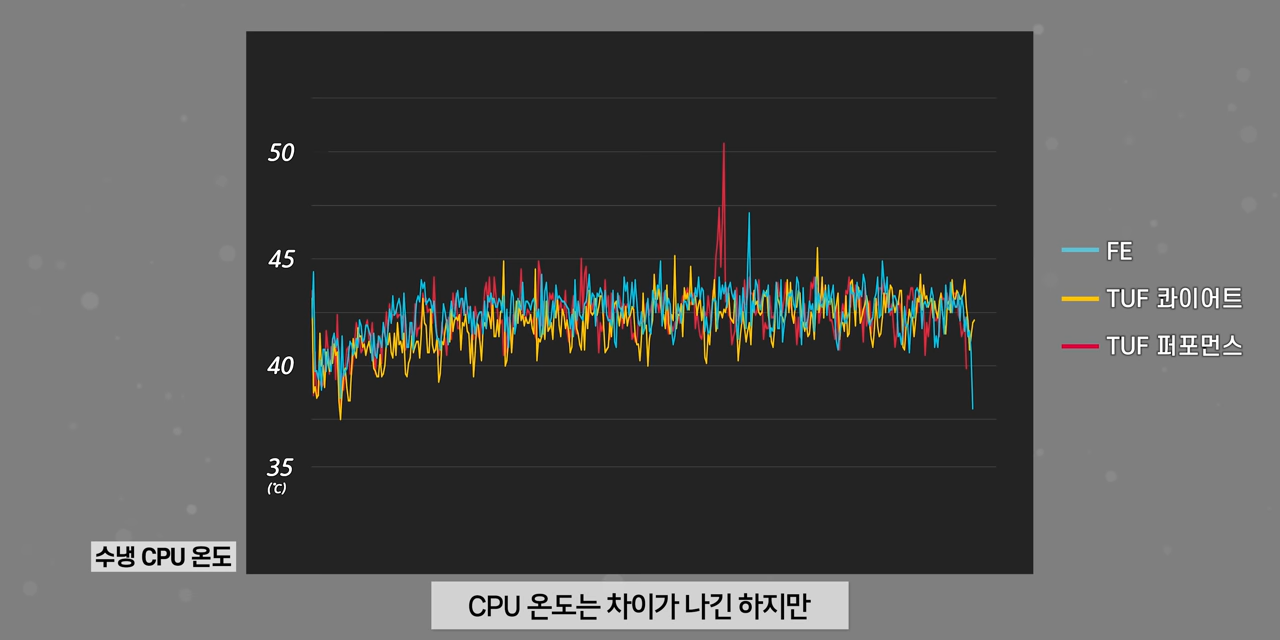 50
45
40
35
(℃)
FE
TUF 콰이어트
TUF 퍼포먼스
수냉 CPU 온도
CPU 온도는 차이가 나긴 하지만